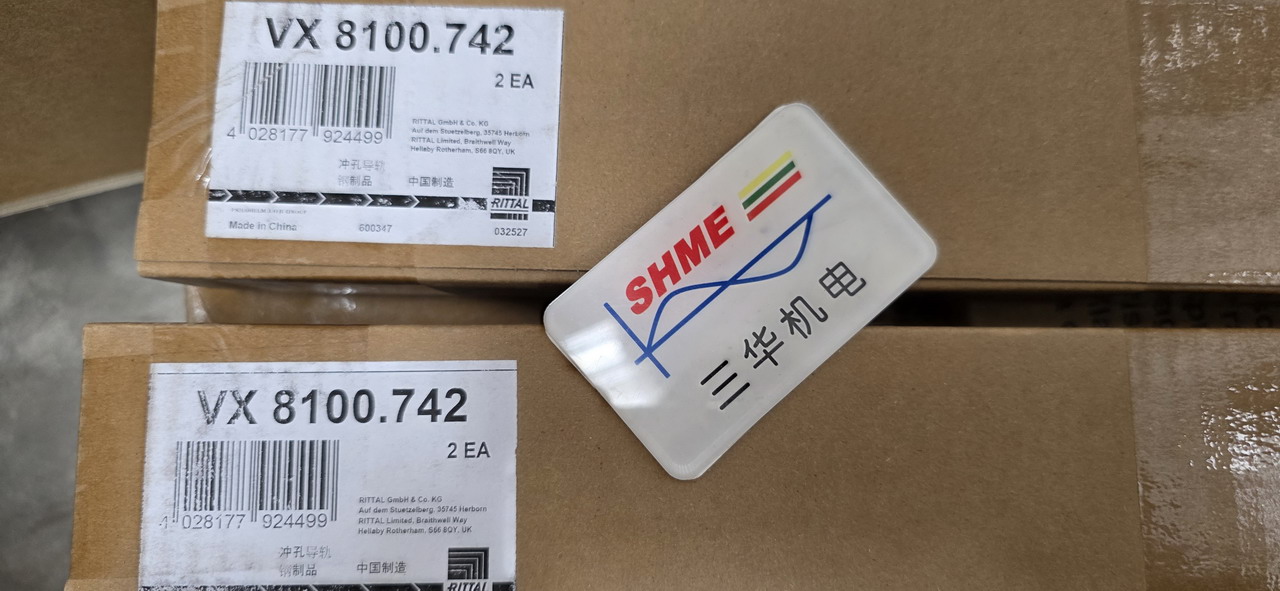 VX 8100.742
2 EA
4 028177 924499
RITTAL GmbH & Co. KG
Auf dem Stuetzelberg, 35745 Herborn
RITTAL Limited, Braithwell Way
Hellaby Rotherham, S66 8QY, UK
冲孔导轨
钢制品 中国制造
RITTAL
Made in China 600347 032527
SHME
三华机电
VX 8100.742
2 EA
4 028177 924499
RITTAL GmbH & Co. KG
Auf dem Stuetzelberg, 35745 Herborn
RITTAL Limited, Braithwell Way
Hellaby Rotherham, S66 8QY, UK
冲孔导轨
钢制品 中国制造
RITTAL